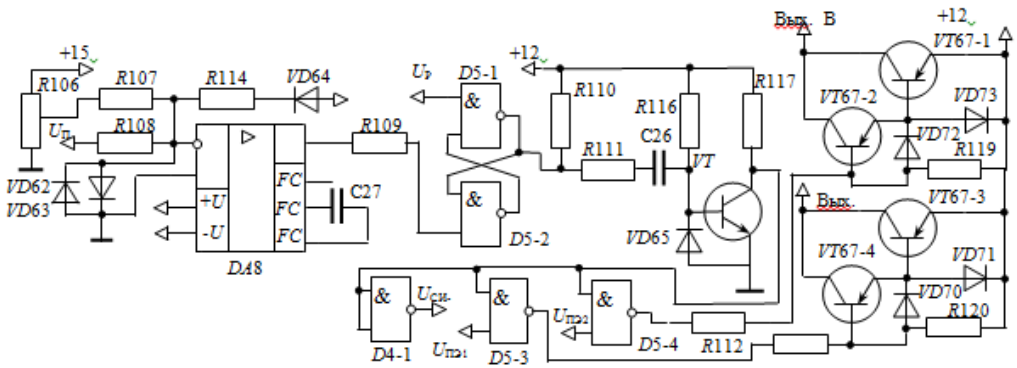 Вых. В
+12
VT67-1
+15
R106
R107
R114
VD64
Uр
D5-1
+12
R110
R116
R117
VT67-2
VD73
VD72
R119
Uп
R108
R109
&
C26
R111
VT
VD62
VD63
FC
FC
FC
C27
+U
-U
DA8
&
D5-2
VD65
Вых.
VT67-3
VT67-4
VD71
VD70
R120
&
Uси.
&
&
Uпэ1
Uпэ2
D4-1
D5-3
D5-4
R112